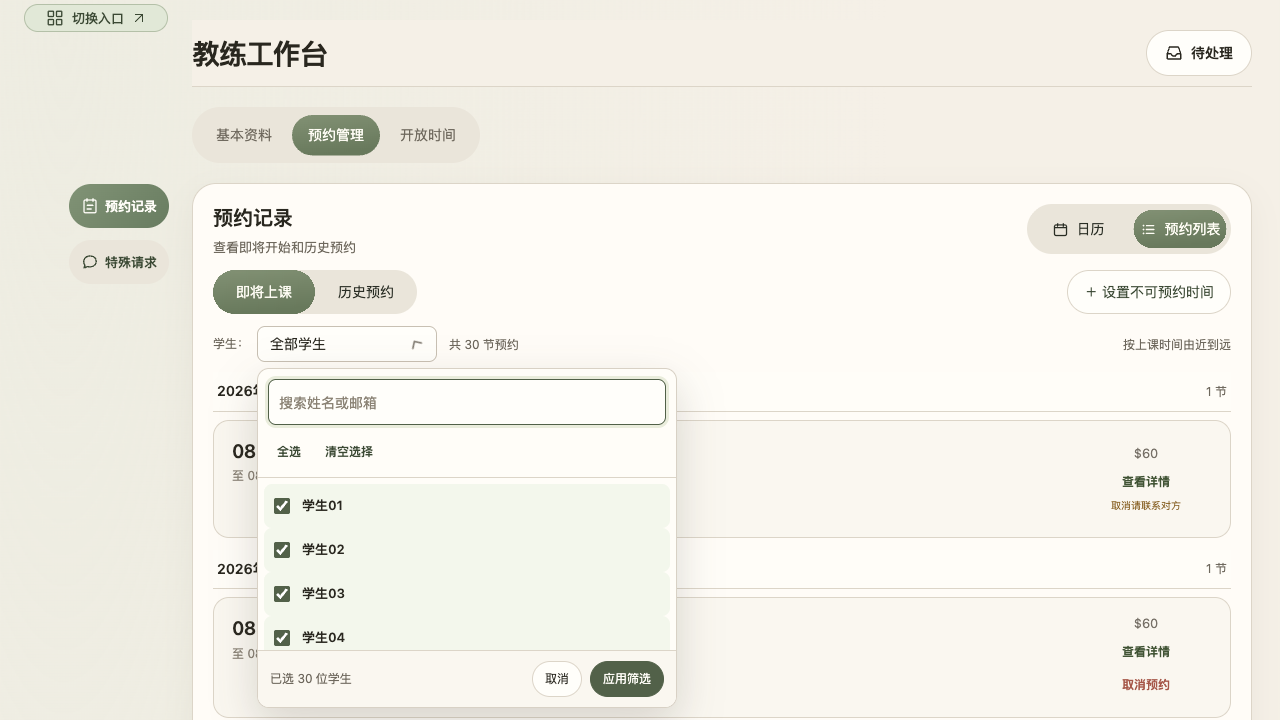 切换入口
教练工作台
待处理
基本资料
预约管理
开放时间
预约记录
特殊请求
预约记录
查看即将开始和历史预约
日历
预约列表
即将上课
历史预约
+ 设置不可预约时间
学生：
全部学生
共 30 节预约
按上课时间由近到远
2026
1 节
搜索姓名或邮箱
全选
清空选择
08
至
$60
查看详情
取消请联系对方
学生01
学生02
学生03
学生04
2026
1 节
08
至
$60
查看详情
取消预约
已选 30 位学生
取消
应用筛选